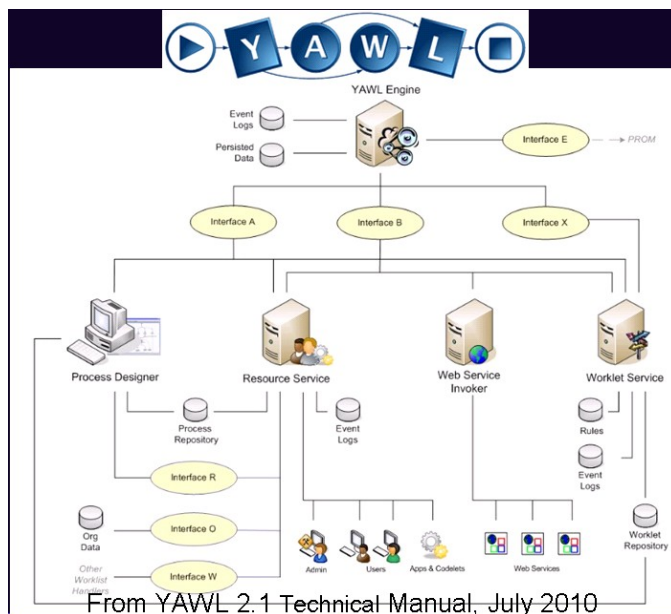 YAWL
YAWL Engine
Event
Logs
Persisted
Data
Interface E
PROM
Interface A
Interface B
Interface X
Process Designer
Resource Service
Web Service
Invoker
Worklet Service
Process
Repository
Event
Logs
Rules
Event
Logs
Interface R
Org
Data
Interface O
Admin
Users
Apps & Codelets
Web Services
Worklet
Repository
Other
Worklist
Handlers
Interface W
From YAWL 2.1 Technical Manual, July 2010